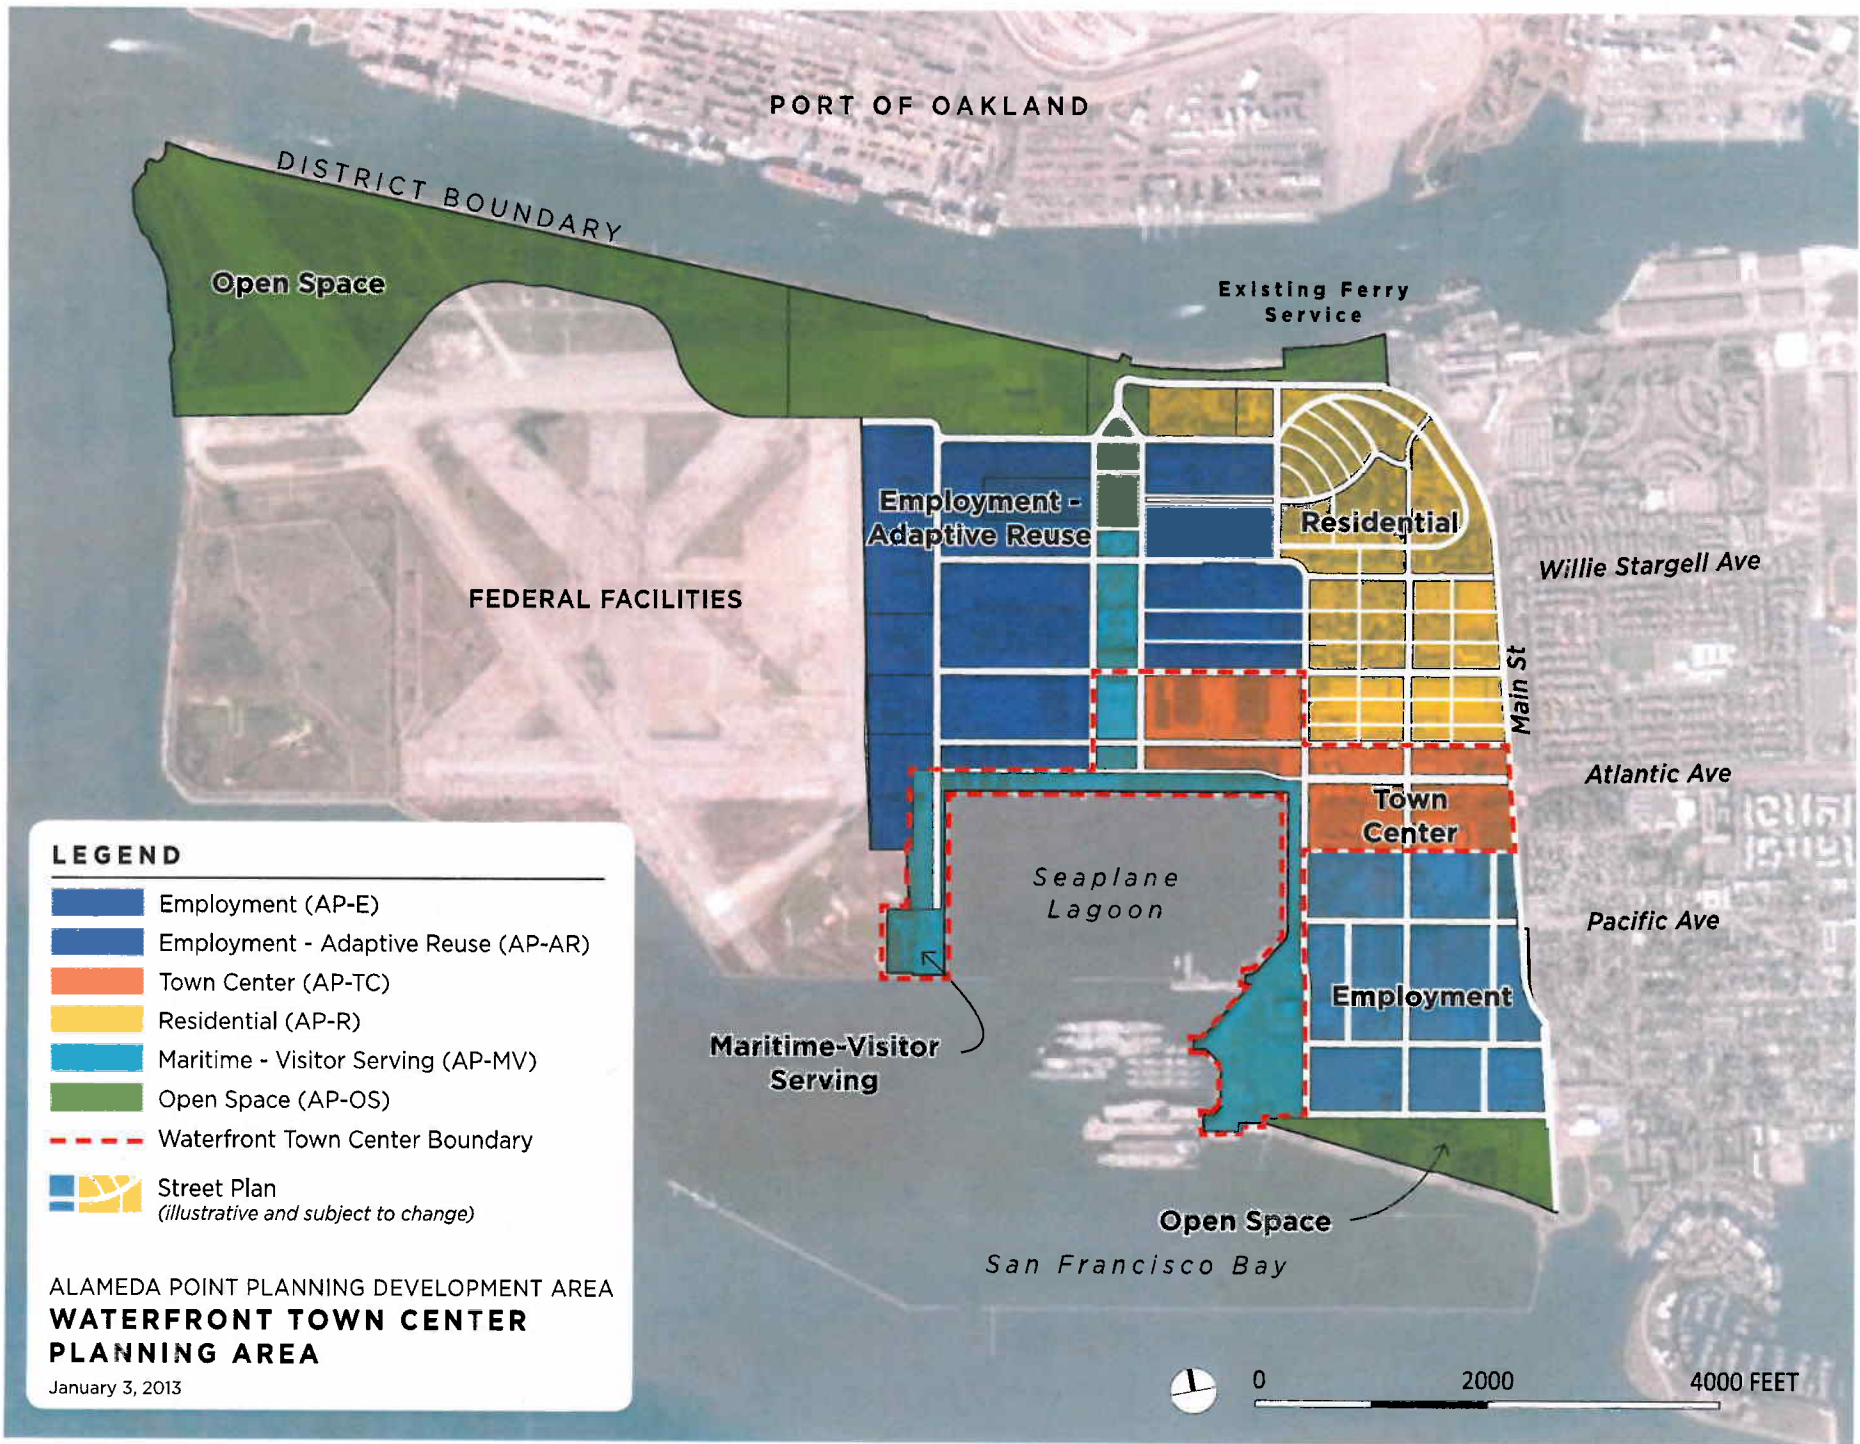 PORT OF OAKLAND
DISTRICT BOUNDARY
Open Space
Existing Ferry
Service
Employment -
Adaptive Reuse
Residential
Willie Stargell Ave
FEDERAL FACILITIES
Main St
Atlantic Ave
Town
Center
Seaplane
Lagoon
Pacific Ave
Employment
Maritime-Visitor
Serving
Open Space
San Francisco Bay
LEGEND
Employment (AP-E)
Employment - Adaptive Reuse (AP-AR)
Town Center (AP-TC)
Residential (AP-R)
Maritime - Visitor Serving (AP-MV)
Open Space (AP-OS)
Waterfront Town Center Boundary
Street Plan
(illustrative and subject to change)
ALAMEDA POINT PLANNING DEVELOPMENT AREA
WATERFRONT TOWN CENTER
PLANNING AREA
January 3, 2013
0 2000 4000 FEET